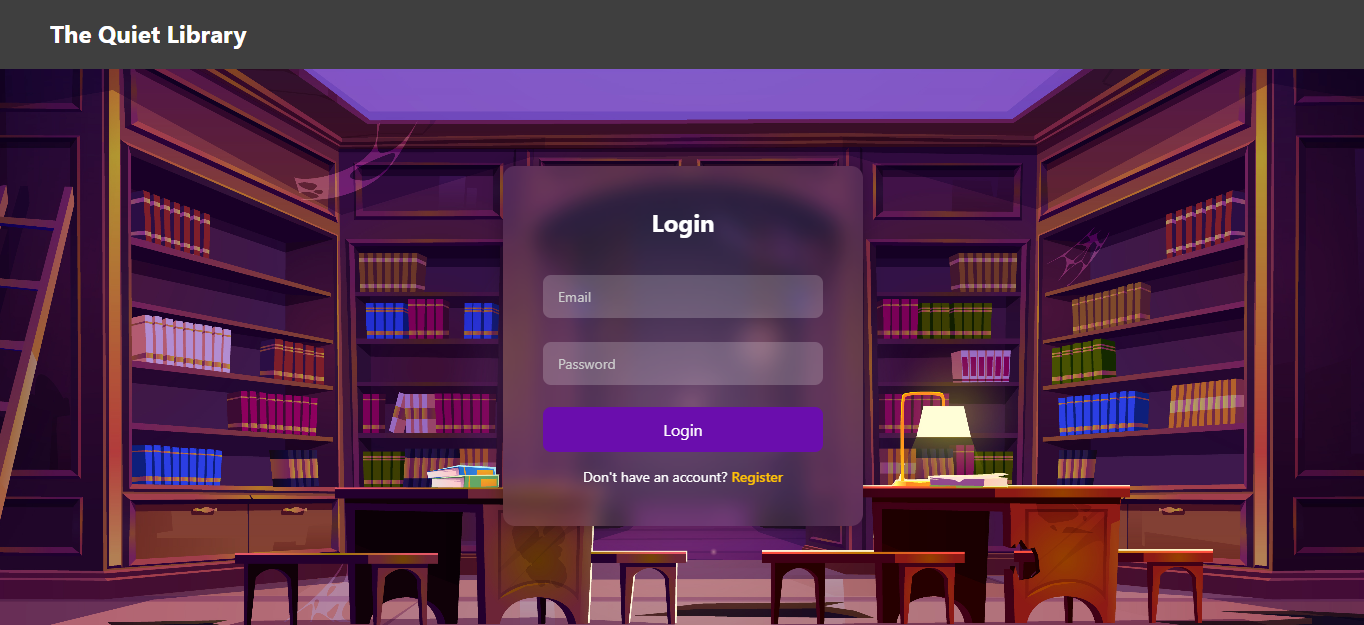 The Quiet Library
Login
Email
Password
Login
Don't have an account? Register